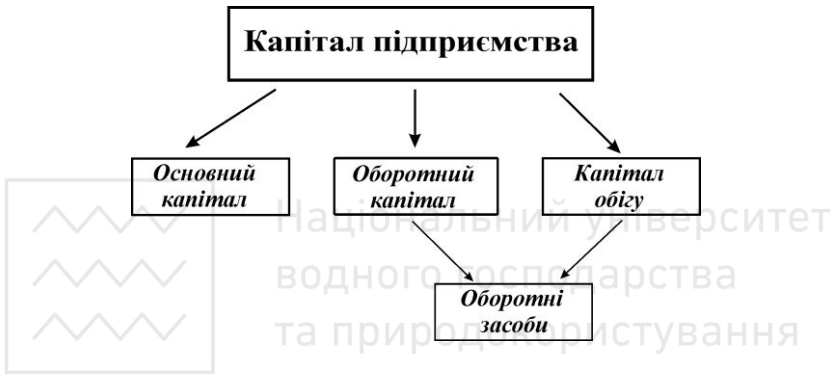 Капітал підприємства
Основний
капітал
Оборотний
капітал
Капітал
обігу
Національний університет
водного господарства
Оборотні
засоби
та природокористування